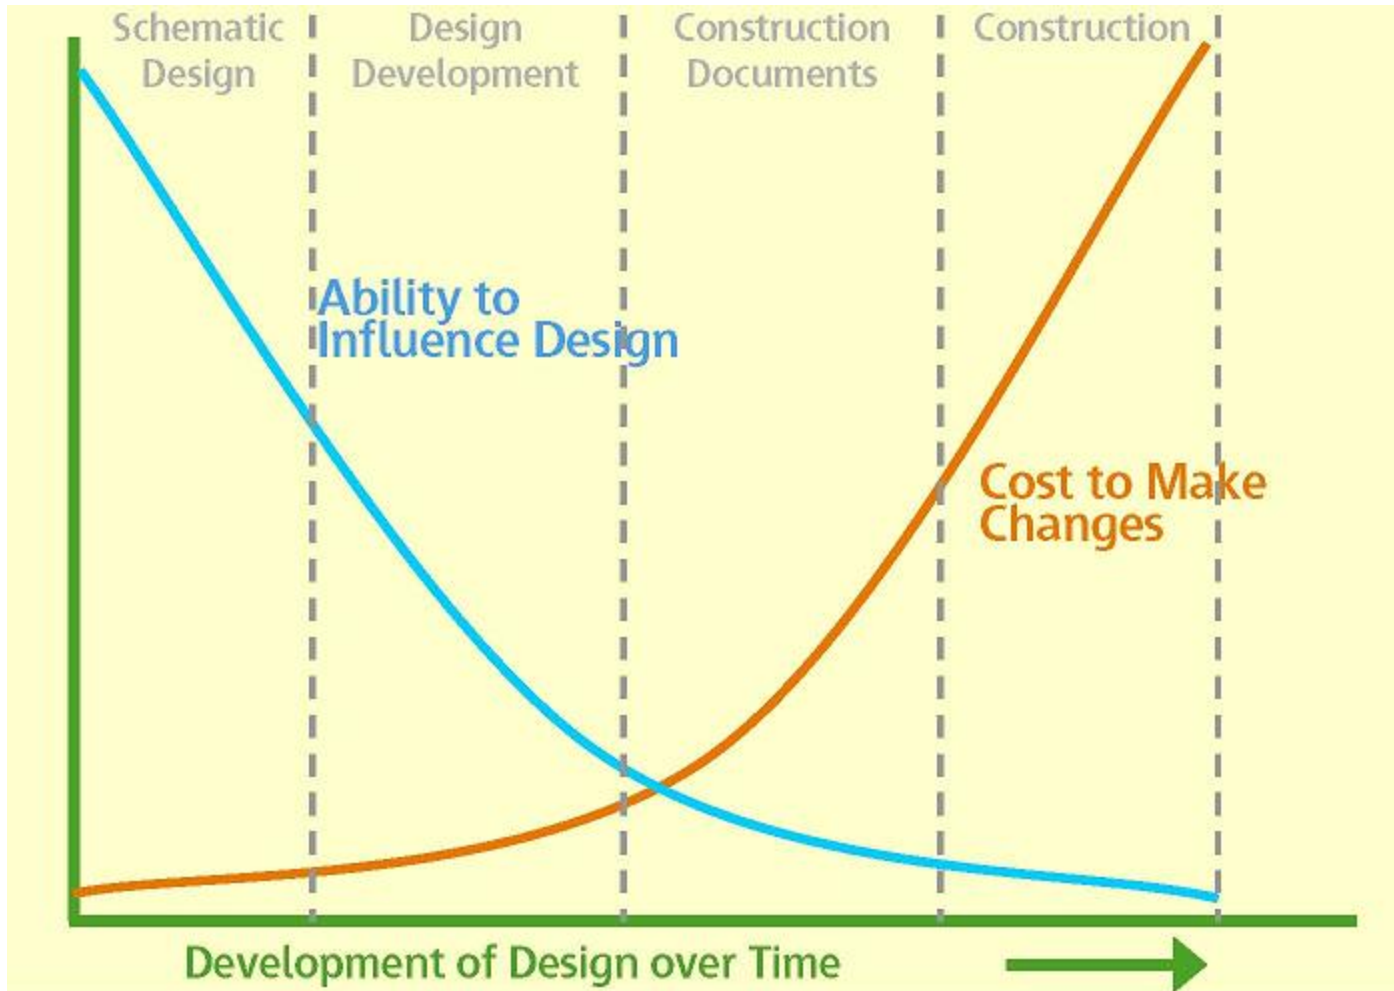 Schematic
Design
Design
Development
Construction
Documents
Construction
Ability to
Influence Design
Cost to Make
Changes
Development of Design over Time